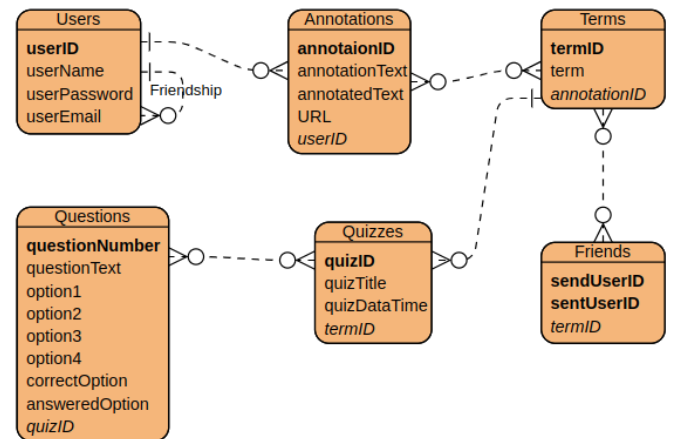 Users
userID
userName
userPassword
userEmail
Friendship
Annotations
annotaionID
annotationText
annotatedText
URL
userID
Terms
termID
term
annotationID
Questions
questionNumber
questionText
option1
option2
option3
option4
correctOption
answeredOption
quizID
Quizzes
quizID
quizTitle
quizDataTime
termID
Friends
sendUserID
sentUserID
termID